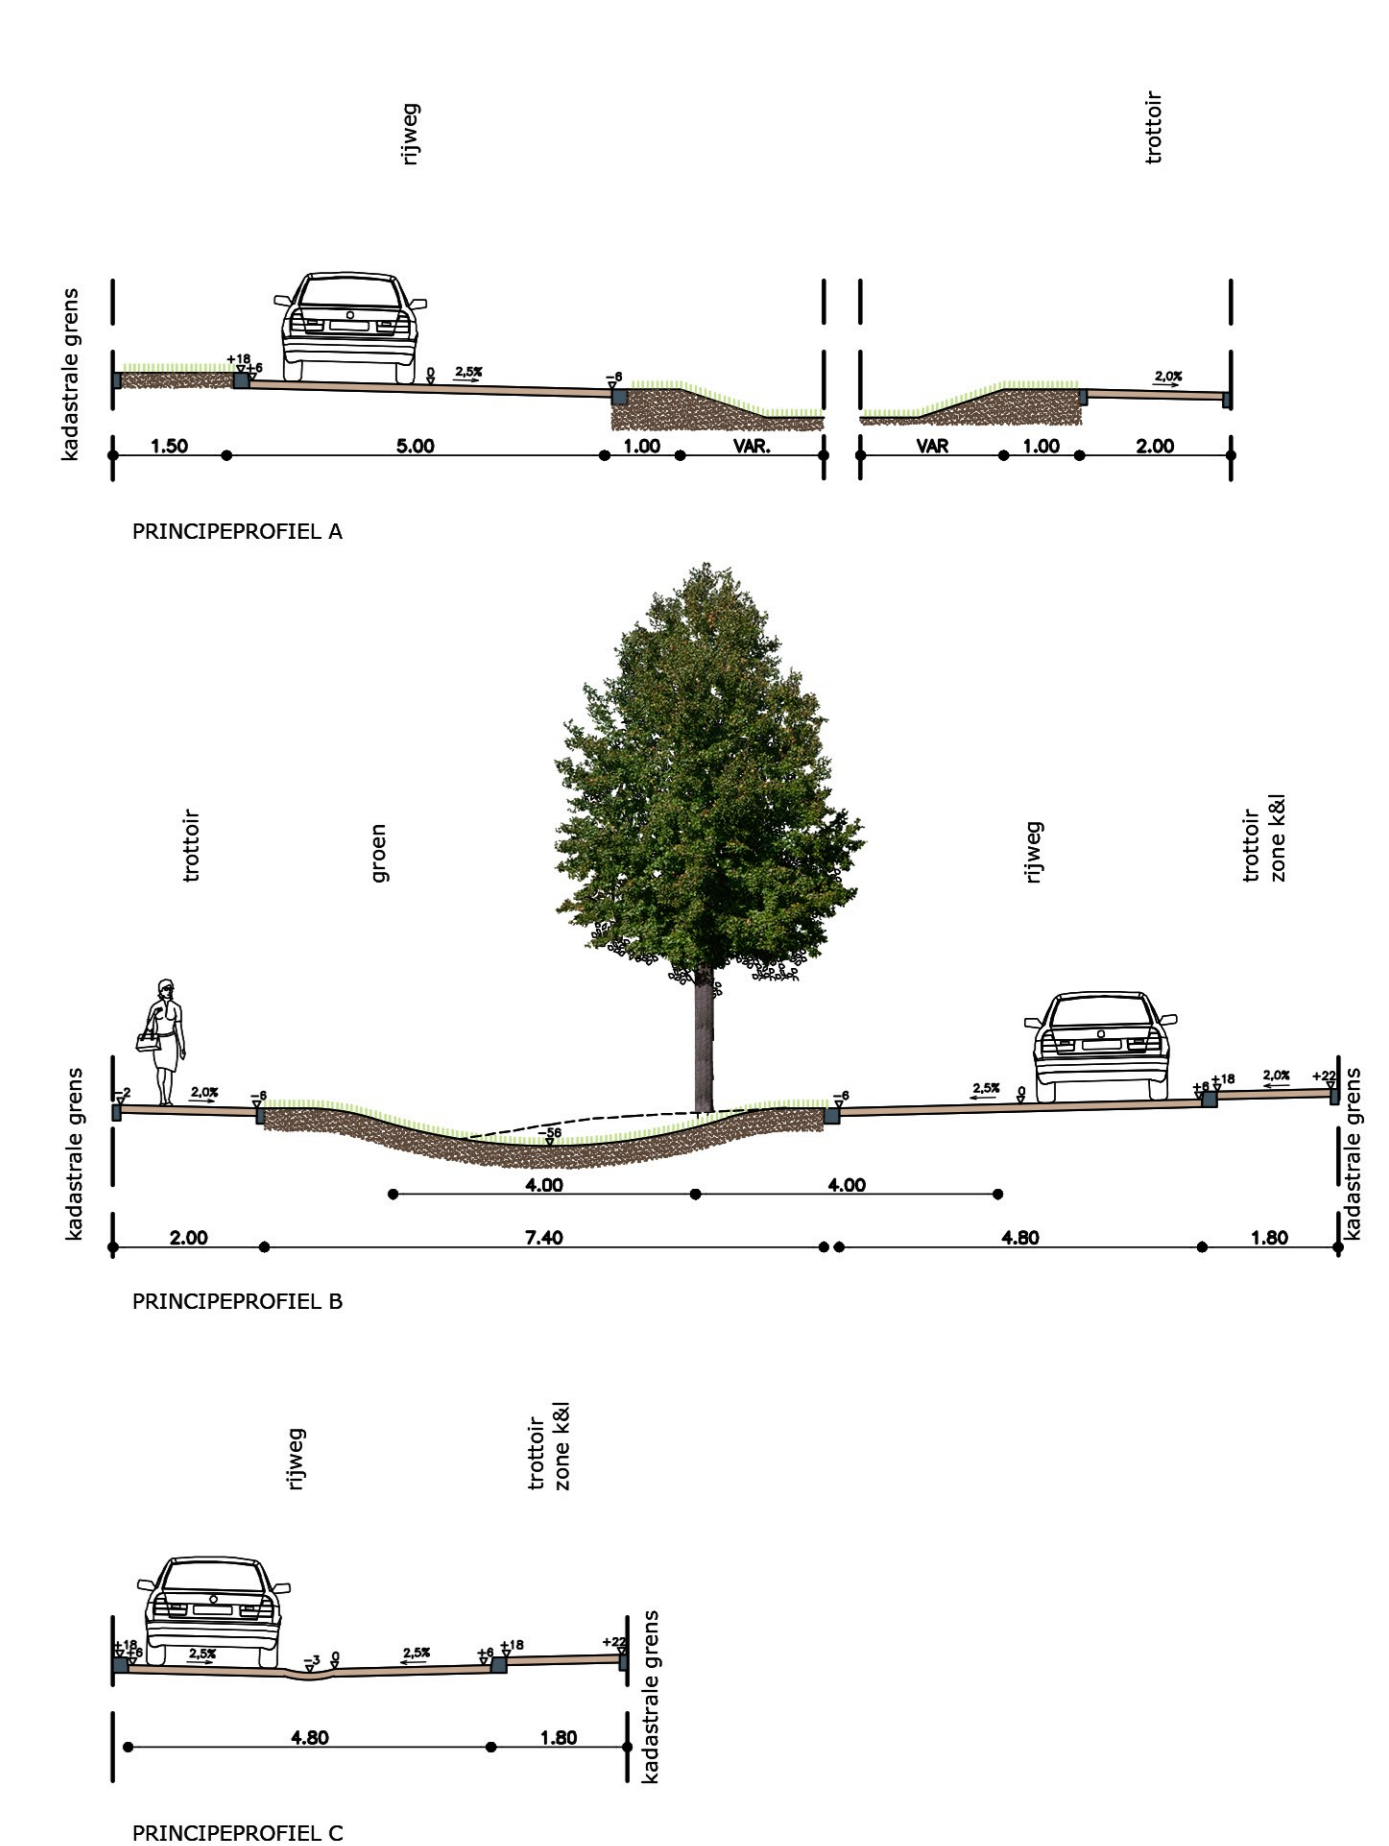 rijweg
trottoir
kadastrale grens
+18
+6
0
2,5%
-6
2,0%
1.50
5.00
1.00
VAR.
VAR
1.00
2.00
PRINCIPEPROFIEL A
trottoir
groen
rijweg
trottoir
zone k&l
kadastrale grens
-2
2,0%
-6
-56
-6
2,5%
0
+6
+18
2,0%
+22
kadastrale grens
4.00
4.00
2.00
7.40
4.80
1.80
PRINCIPEPROFIEL B
rijweg
trottoir
zone k&l
+18
+6
2,5%
-3
0
2,5%
+6
+18
+22
kadastrale grens
4.80
1.80
PRINCIPEPROFIEL C